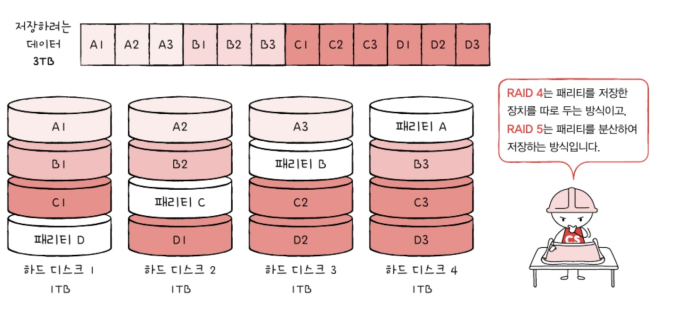 저장하려는
데이터
3TB
A1 A2 A3 B1 B2 B3 C1 C2 C3 D1 D2 D3
A1 A2 A3 패리티 A
B1 B2 패리티 B B3
C1 패리티 C C2 C3
패리티 D D1 D2 D3
하드 디스크 1 하드 디스크 2 하드 디스크 3 하드 디스크 4
1TB 1TB 1TB 1TB
RAID 4는 패리티를 저장한
장치를 따로 두는 방식이고,
RAID 5는 패리티를 분산하여
저장하는 방식입니다.
CS